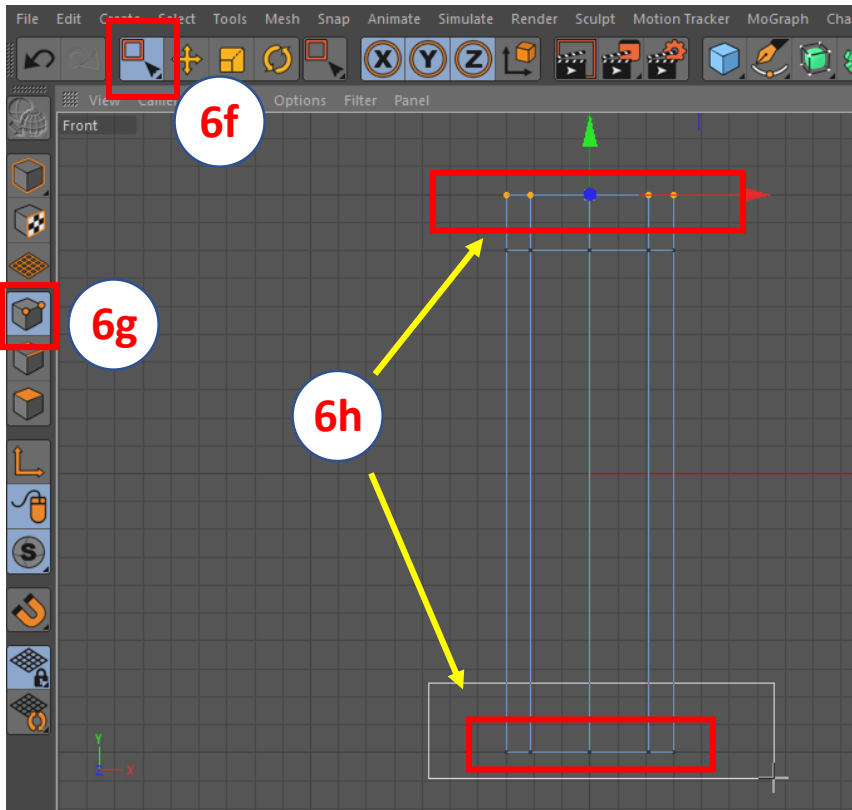 File Edit Create Select Tools Mesh Snap Animate Simulate Render Sculpt Motion Tracker MoGraph Cha
X Y Z
6f
View Options Filter Panel
Front
6g
6h
S
Y
Z X